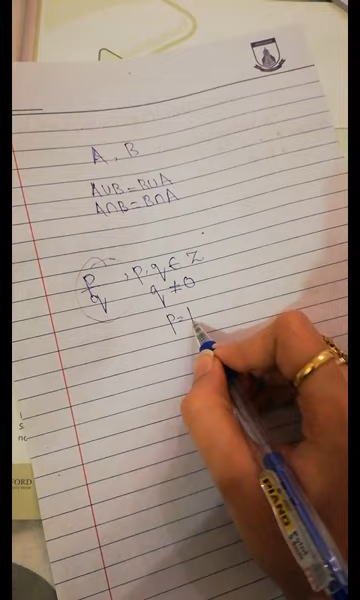 A, B
A∪B = B∪A
A∩B = B∩A
p/q , p, q ∈ Z
q ≠ 0
p = 1
PIANO